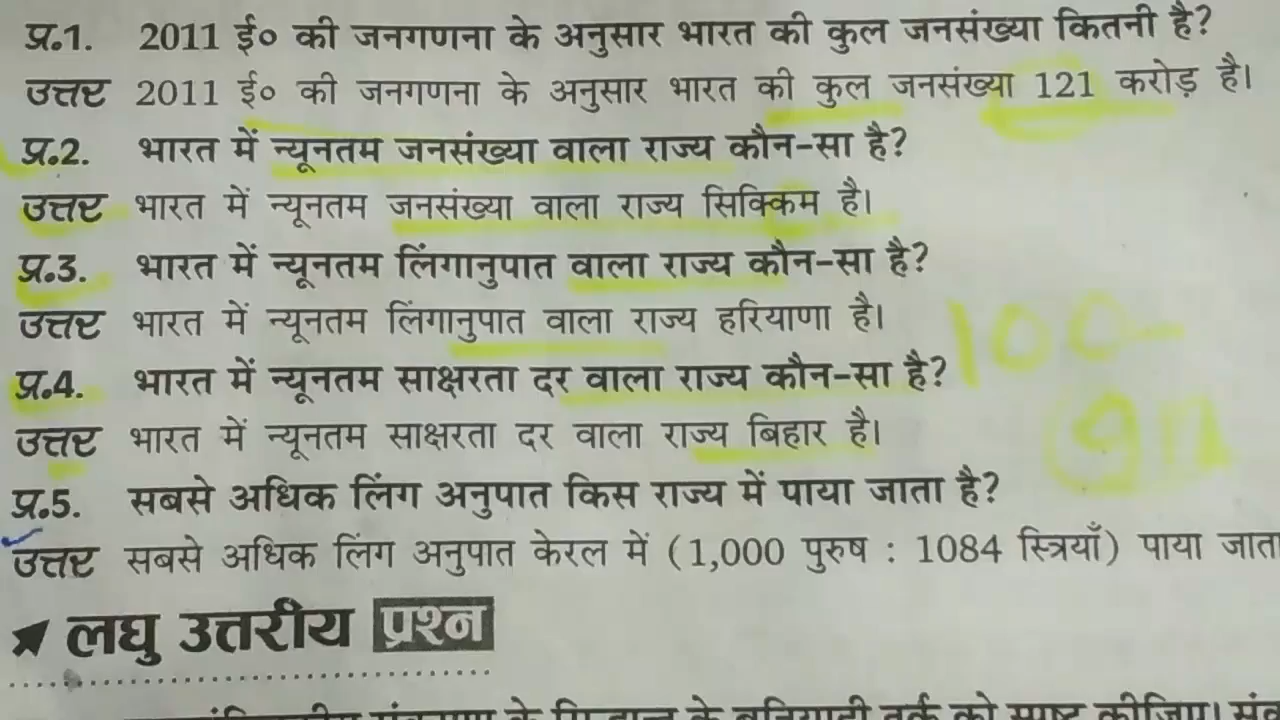 प्र.1. 2011 ई० की जनगणना के अनुसार भारत की कुल जनसंख्या कितनी है?
उत्तर 2011 ई० की जनगणना के अनुसार भारत की कुल जनसंख्या 121 करोड़ है।
प्र.2. भारत में न्यूनतम जनसंख्या वाला राज्य कौन-सा है?
उत्तर भारत में न्यूनतम जनसंख्या वाला राज्य सिक्किम है।
प्र.3. भारत में न्यूनतम लिंगानुपात वाला राज्य कौन-सा है?
उत्तर भारत में न्यूनतम लिंगानुपात वाला राज्य हरियाणा है।
100-
प्र.4. भारत में न्यूनतम साक्षरता दर वाला राज्य कौन-सा है?
उत्तर भारत में न्यूनतम साक्षरता दर वाला राज्य बिहार है।
प्र.5. सबसे अधिक लिंग अनुपात किस राज्य में पाया जाता है?
उत्तर सबसे अधिक लिंग अनुपात केरल में (1,000 पुरुष : 1084 स्त्रियाँ) पाया जाता
लघु उत्तरीय प्रश्न
के सिद्धान्त के बुनियादी तर्क को स्पष्ट कीजिए।